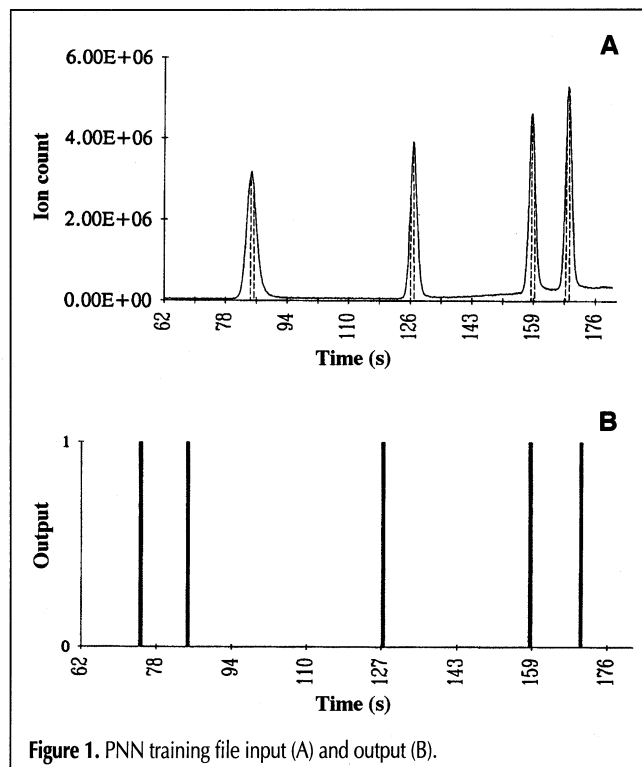 A
6.00E+06
4.00E+06
2.00E+06
0.00E+00
Ion count
62 78 94 110 126 143 159 176
Time (s)
B
1
0
Output
62 78 94 110 127 143 159 176
Time (s)
Figure 1. PNN training file input (A) and output (B).